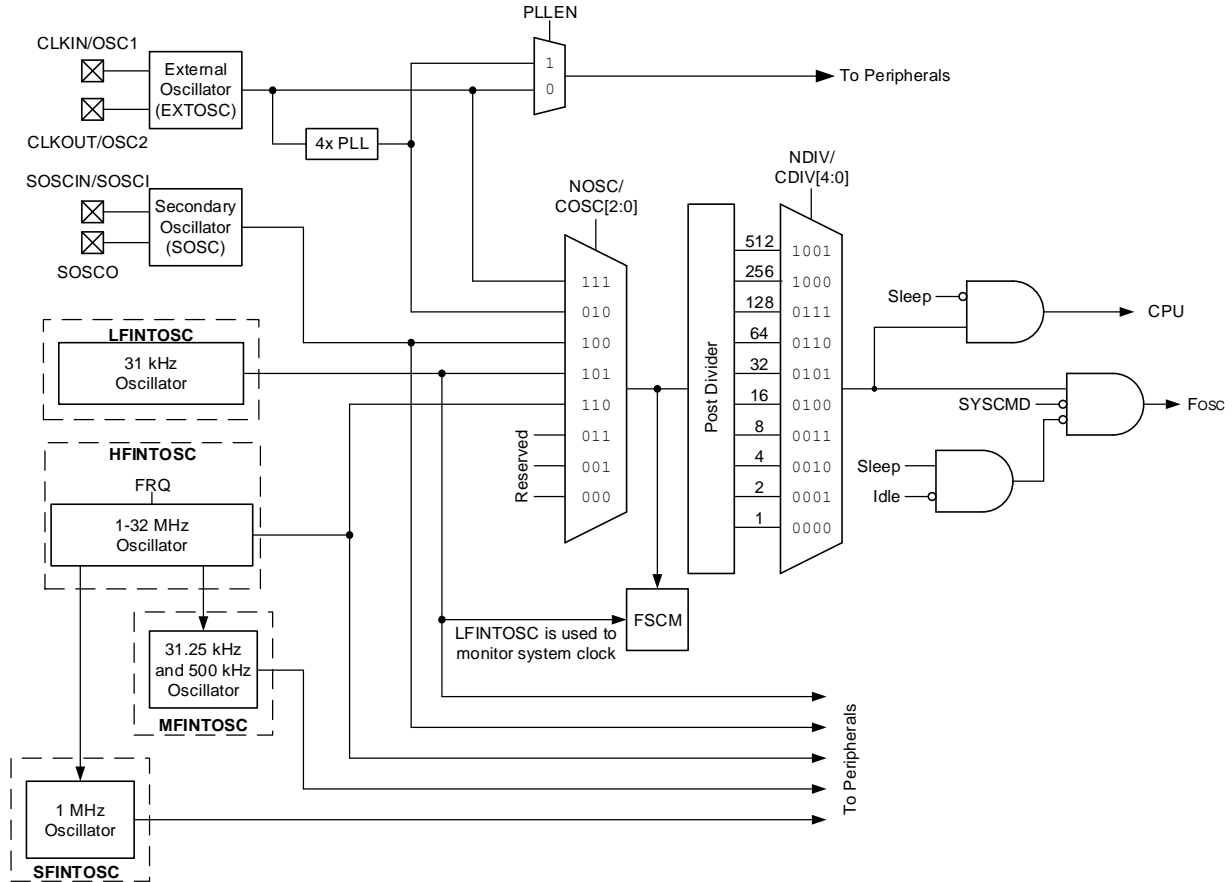 PLLEN
CLKIN/OSC1
External
Oscillator
(EXTOSC)
1
0
To Peripherals
CLKOUT/OSC2
4x PLL
SOSCIN/SOSCI
Secondary
Oscillator
(SOSC)
SOSCO
NOSC/
COSC[2:0]
NDIV/
CDIV[4:0]
111
010
100
101
110
011
001
000
Reserved
Post Divider
512
256
128
64
32
16
8
4
2
1
1001
1000
0111
0110
0101
0100
0011
0010
0001
0000
Sleep
CPU
SYSCMD
FOSC
Sleep
Idle
LFINTOSC
31 kHz
Oscillator
HFINTOSC
FRQ
1-32 MHz
Oscillator
FSCM
LFINTOSC is used to
monitor system clock
31.25 kHz
and 500 kHz
Oscillator
MFINTOSC
To Peripherals
1 MHz
Oscillator
SFINTOSC